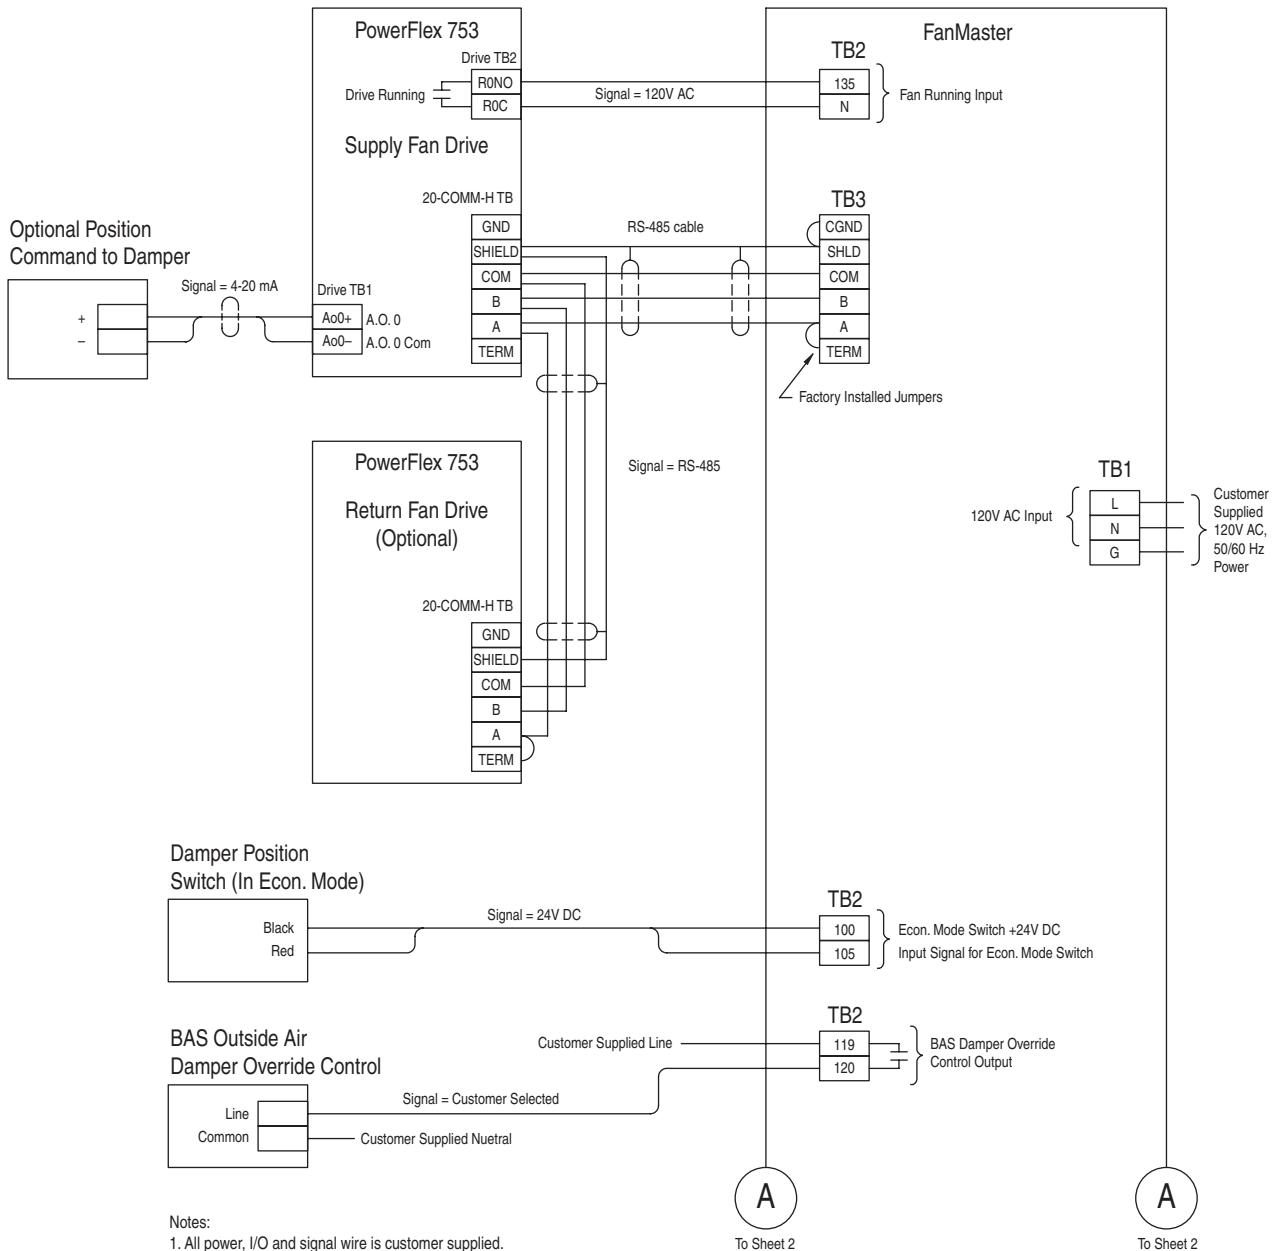 PowerFlex 753
Drive TB2
R0NO
R0C
Drive Running
Signal = 120V AC
FanMaster
TB2
135
N
Fan Running Input
Supply Fan Drive
20-COMM-H TB
GND
SHIELD
COM
B
A
TERM
RS-485 cable
TB3
CGND
SHLD
COM
B
A
TERM
Factory Installed Jumpers
Optional Position
Command to Damper
+
–
Signal = 4-20 mA
Drive TB1
Ao0+
A.O. 0
Ao0–
A.O. 0 Com
PowerFlex 753
Return Fan Drive
(Optional)
Signal = RS-485
20-COMM-H TB
GND
SHIELD
COM
B
A
TERM
TB1
120V AC Input
L
N
G
Customer
Supplied
120V AC,
50/60 Hz
Power
Damper Position
Switch (In Econ. Mode)
Black
Red
Signal = 24V DC
TB2
100
105
Econ. Mode Switch +24V DC
Input Signal for Econ. Mode Switch
BAS Outside Air
Damper Override Control
Line
Common
Customer Supplied Line
Signal = Customer Selected
Customer Supplied Nuetral
TB2
119
120
BAS Damper Override
Control Output
A
To Sheet 2
A
To Sheet 2
Notes:
1. All power, I/O and signal wire is customer supplied.